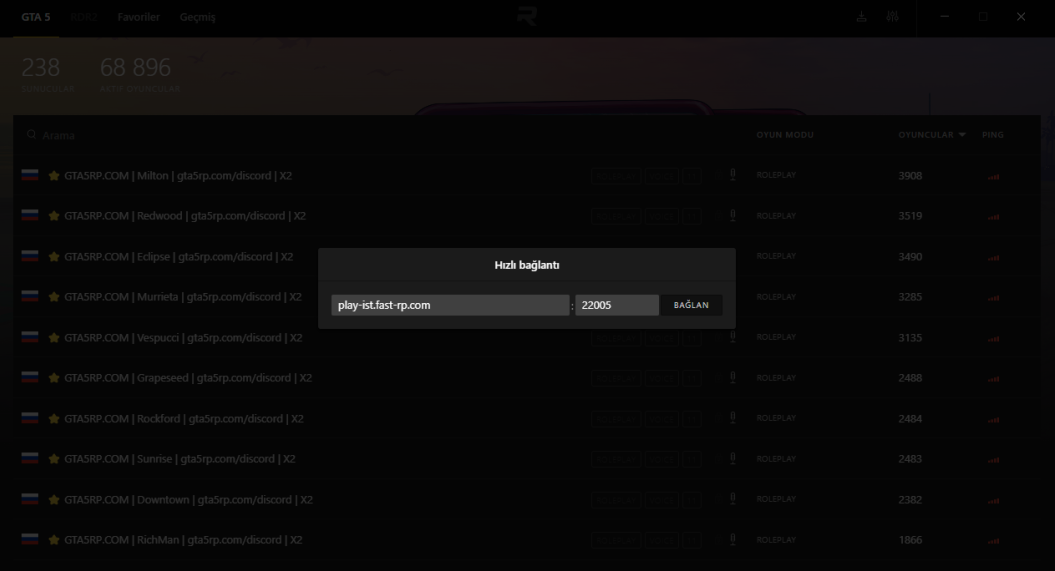 GTA 5 RDR2 Favoriler Geçmiş
238 68 896
SUNUCULAR AKTİF OYUNCULAR
Arama OYUN MODU OYUNCULAR PING
GTA5RP.COM | Milton | gta5rp.com/discord | X2 ROLEPLAY 3908
GTA5RP.COM | Redwood | gta5rp.com/discord | X2 ROLEPLAY 3519
GTA5RP.COM | Eclipse | gta5rp.com/discord | X2 ROLEPLAY 3490
Hızlı bağlantı
GTA5RP.COM | Murrieta | gta5rp.com/discord | X2 ROLEPLAY 3285
play-ist.fast-rp.com : 22005 BAĞLAN
GTA5RP.COM | Vespucci | gta5rp.com/discord | X2 ROLEPLAY 3135
GTA5RP.COM | Grapeseed | gta5rp.com/discord | X2 ROLEPLAY 2488
GTA5RP.COM | Rockford | gta5rp.com/discord | X2 ROLEPLAY 2484
GTA5RP.COM | Sunrise | gta5rp.com/discord | X2 ROLEPLAY 2483
GTA5RP.COM | Downtown | gta5rp.com/discord | X2 ROLEPLAY 2382
GTA5RP.COM | RichMan | gta5rp.com/discord | X2 ROLEPLAY 1866